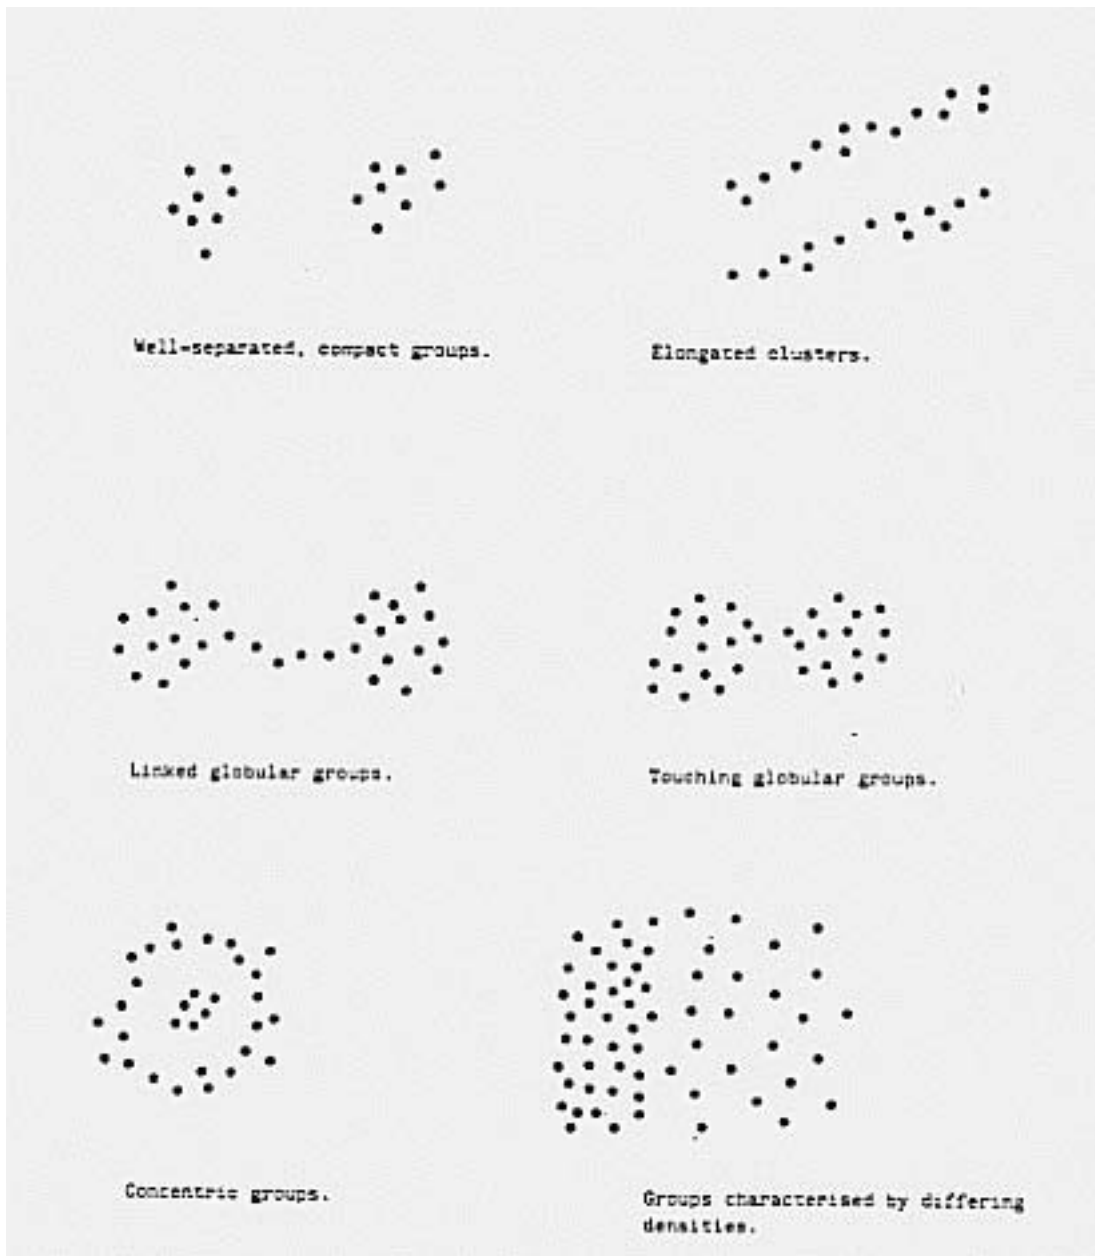 Well-separated, compact groups.
Elongated clusters.
Linked globular groups.
Touching globular groups.
Concentric groups.
Groups characterised by differing
densities.